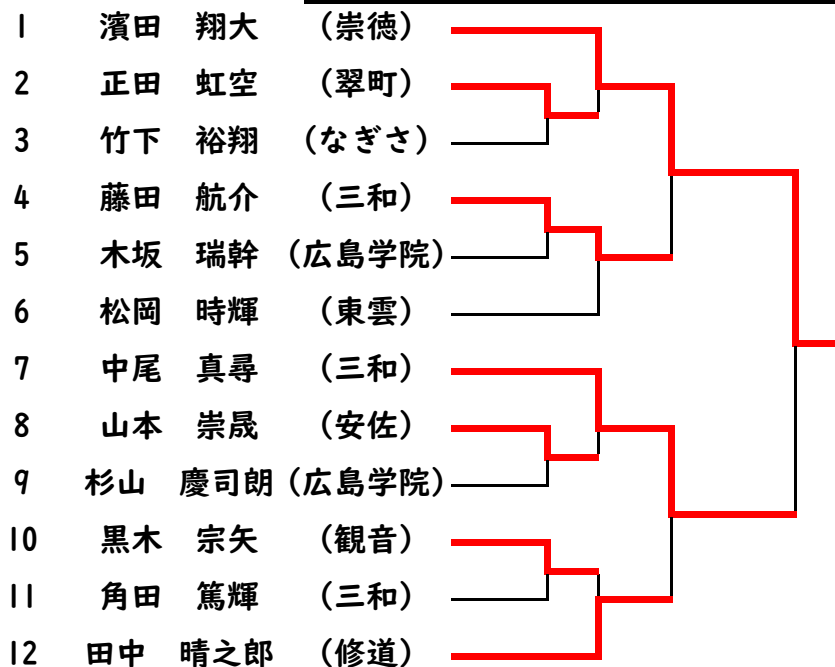 1 濱田 翔大 (崇徳)
2 正田 虹空 (翠町)
3 竹下 裕翔 (なぎさ)
4 藤田 航介 (三和)
5 木坂 瑞幹 (広島学院)
6 松岡 時輝 (東雲)
7 中尾 真尋 (三和)
8 山本 崇晟 (安佐)
9 杉山 慶司朗 (広島学院)
10 黒木 宗矢 (観音)
11 角田 篤輝 (三和)
12 田中 晴之郎 (修道)